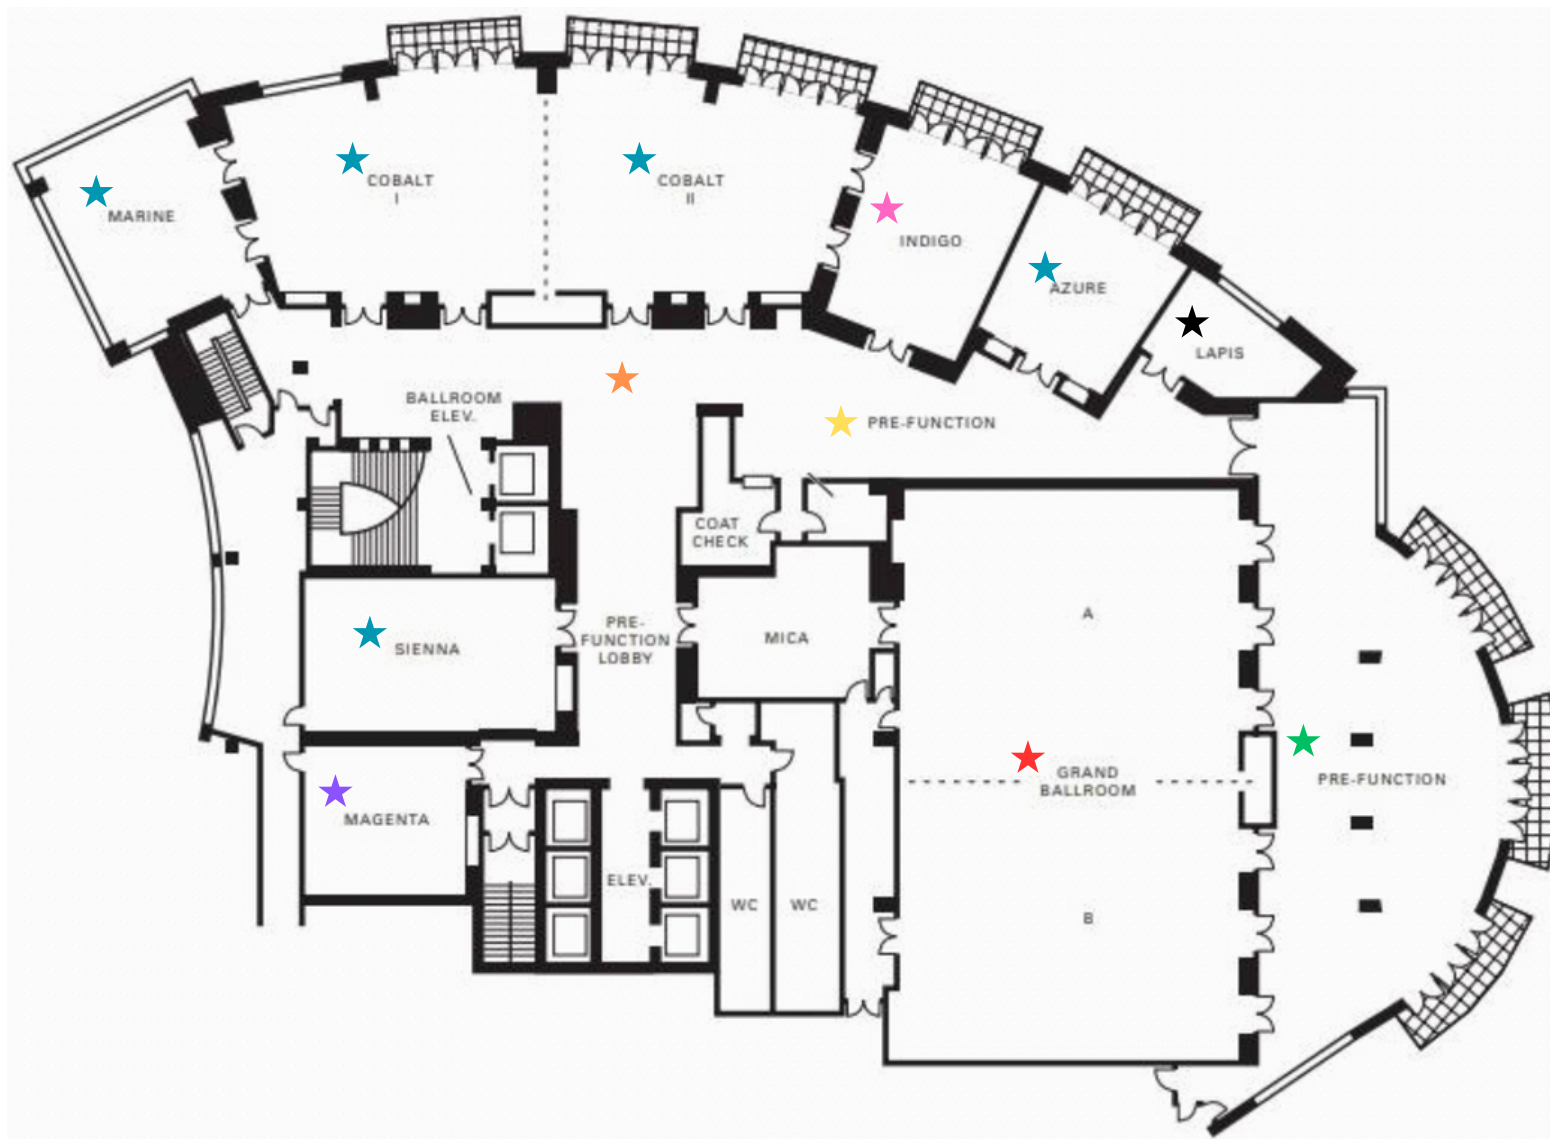 COBALT
I
COBALT
II
MARINE
INDIGO
AZURE
LAPIS
BALLROOM
ELEV.
PRE-FUNCTION
COAT
CHECK
A
PRE-
FUNCTION
LOBBY
MICA
SIENNA
GRAND
BALLROOM
PRE-FUNCTION
MAGENTA
ELEV.
WC
WC
B